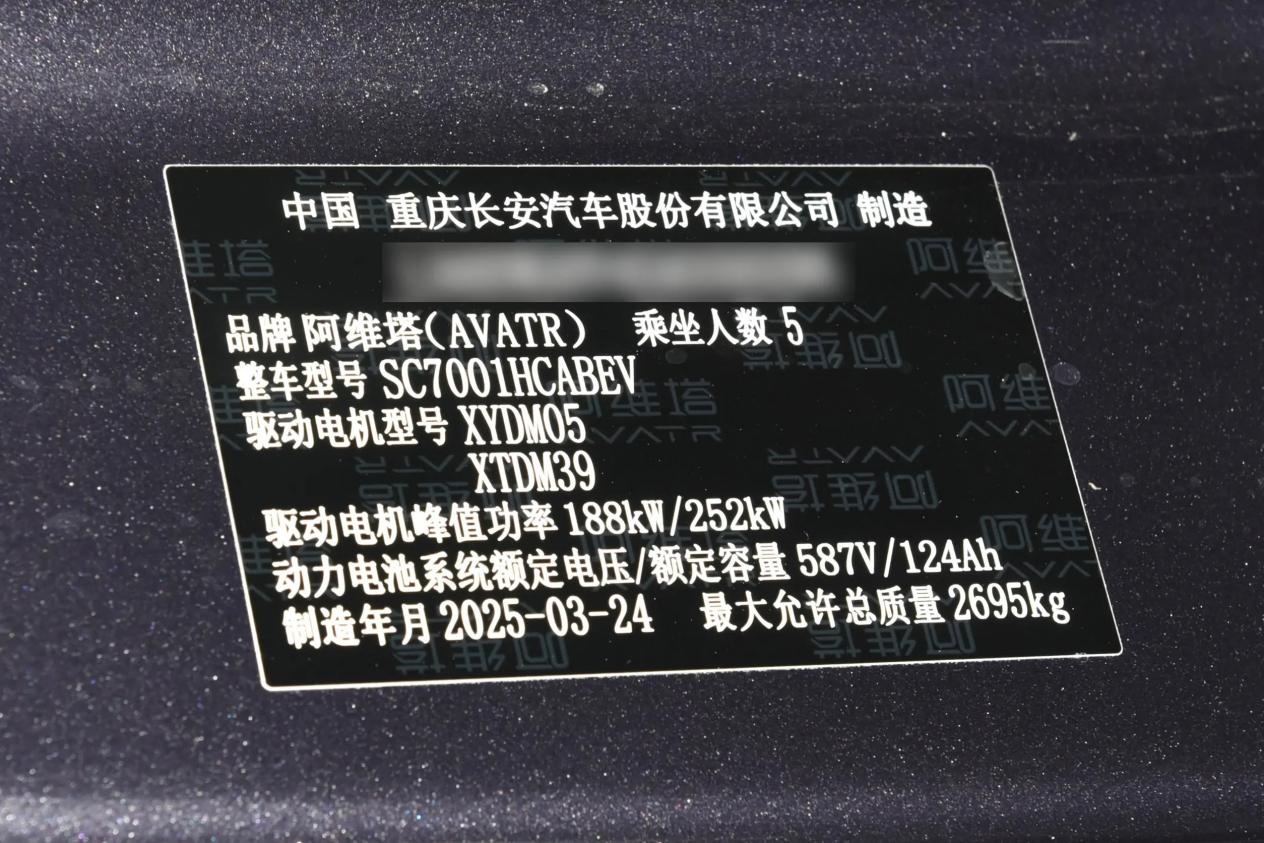 中国 重庆长安汽车股份有限公司 制造
品牌 阿维塔(AVATR) 乘坐人数 5
整车型号 SC7001HCABEV
驱动电机型号 XYDM05
XTDM39
驱动电机峰值功率 188kW/252kW
动力电池系统额定电压/额定容量 587V/124Ah
制造年月 2025-03-24 最大允许总质量 2695kg